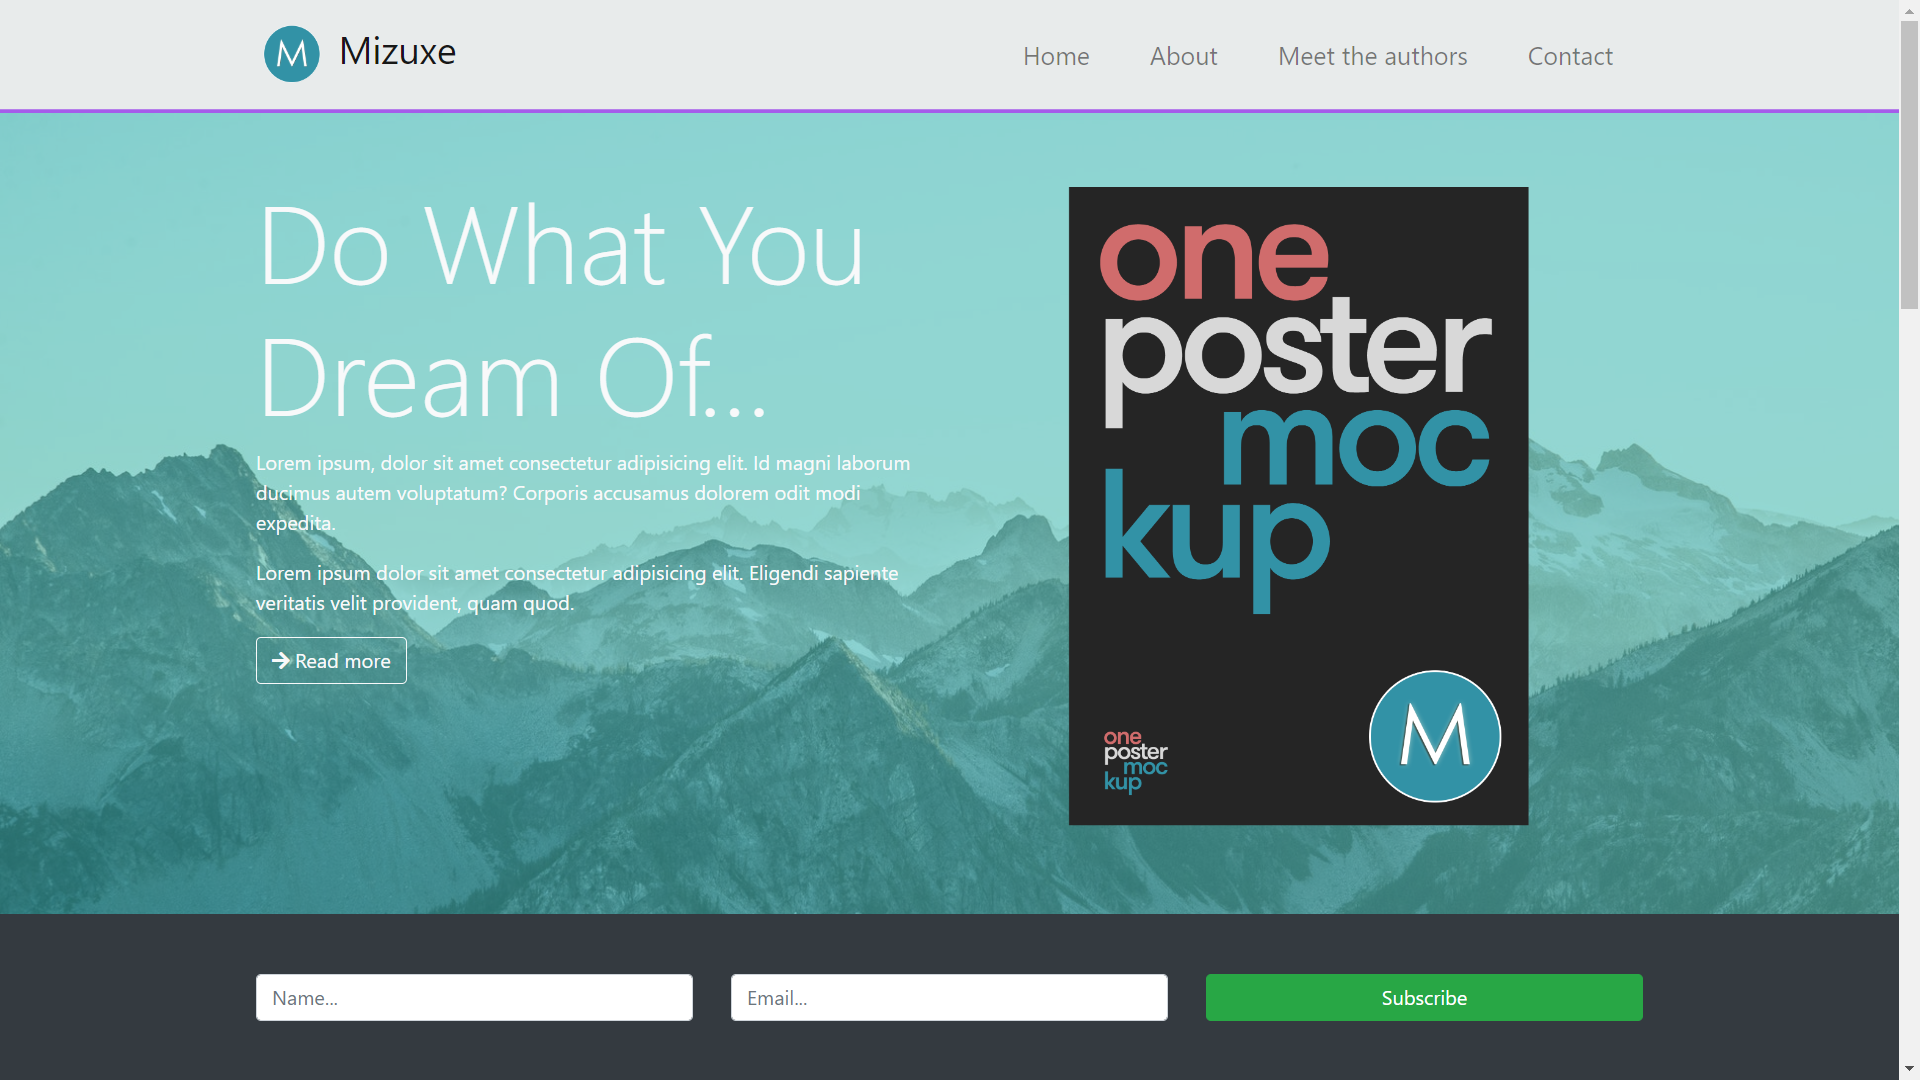 M Mizuxe
Home About Meet the authors Contact
Do What You
Dream Of...
Lorem ipsum, dolor sit amet consectetur adipisicing elit. Id magni laborum
ducimus autem voluptatum? Corporis accusamus dolorem odit modi
expedita.
Lorem ipsum dolor sit amet consectetur adipisicing elit. Eligendi sapiente
veritatis velit provident, quam quod.
Read more
one
poster
moc
kup
one
poster
moc
kup
M
Name...
Email...
Subscribe